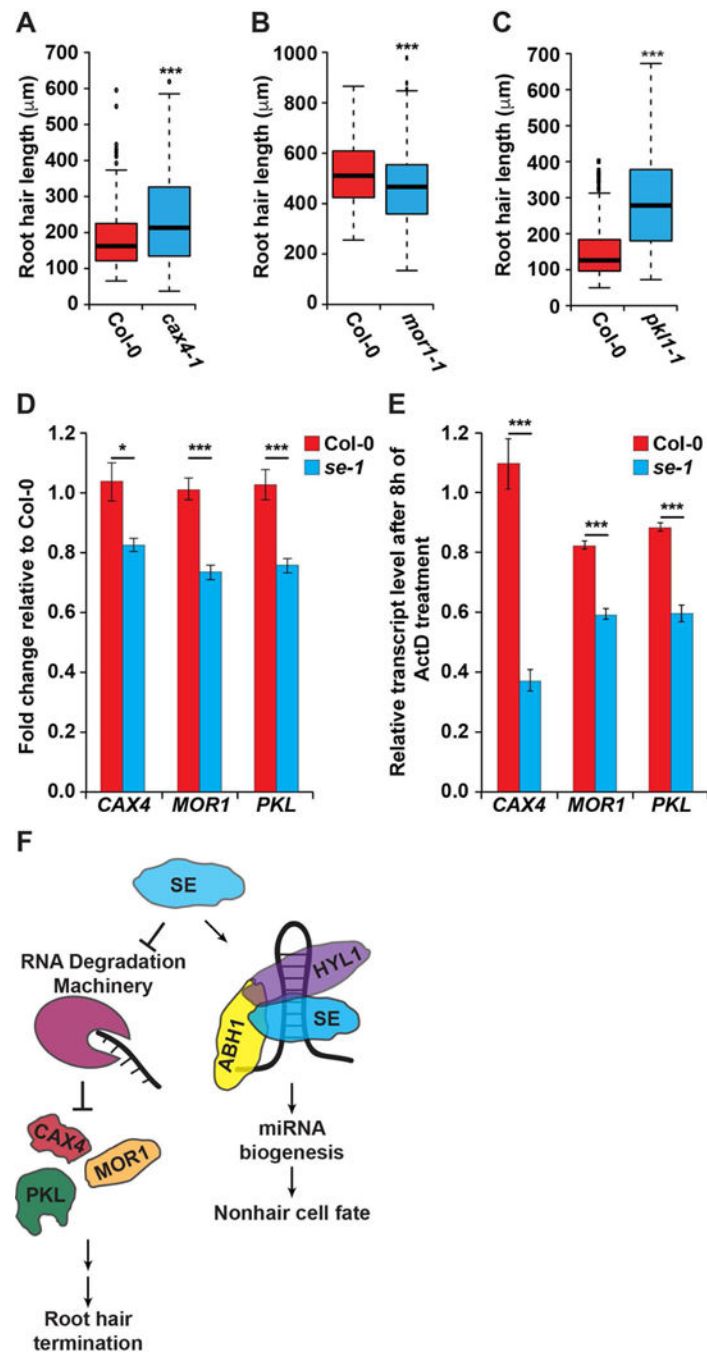 A
Root hair length (μm)
700
600
500
400
300
200
100
0
***
Col-0
cax4-1
B
Root hair length (μm)
1000
800
600
400
200
0
***
Col-0
mor1-1
C
Root hair length (μm)
700
600
500
400
300
200
100
0
***
Col-0
pkl1-1
D
Fold change relative to Col-0
1.2
1.0
0.8
0.6
0.4
0.2
0.0
Col-0
se-1
*
***
***
CAX4
MOR1
PKL
E
Relative transcript level after 8h of
ActD treatment
1.2
1.0
0.8
0.6
0.4
0.2
0.0
Col-0
se-1
***
***
***
CAX4
MOR1
PKL
F
SE
RNA Degradation
Machinery
CAX4
MOR1
PKL
Root hair
termination
HYL1
SE
ABH1
miRNA
biogenesis
Nonhair cell fate